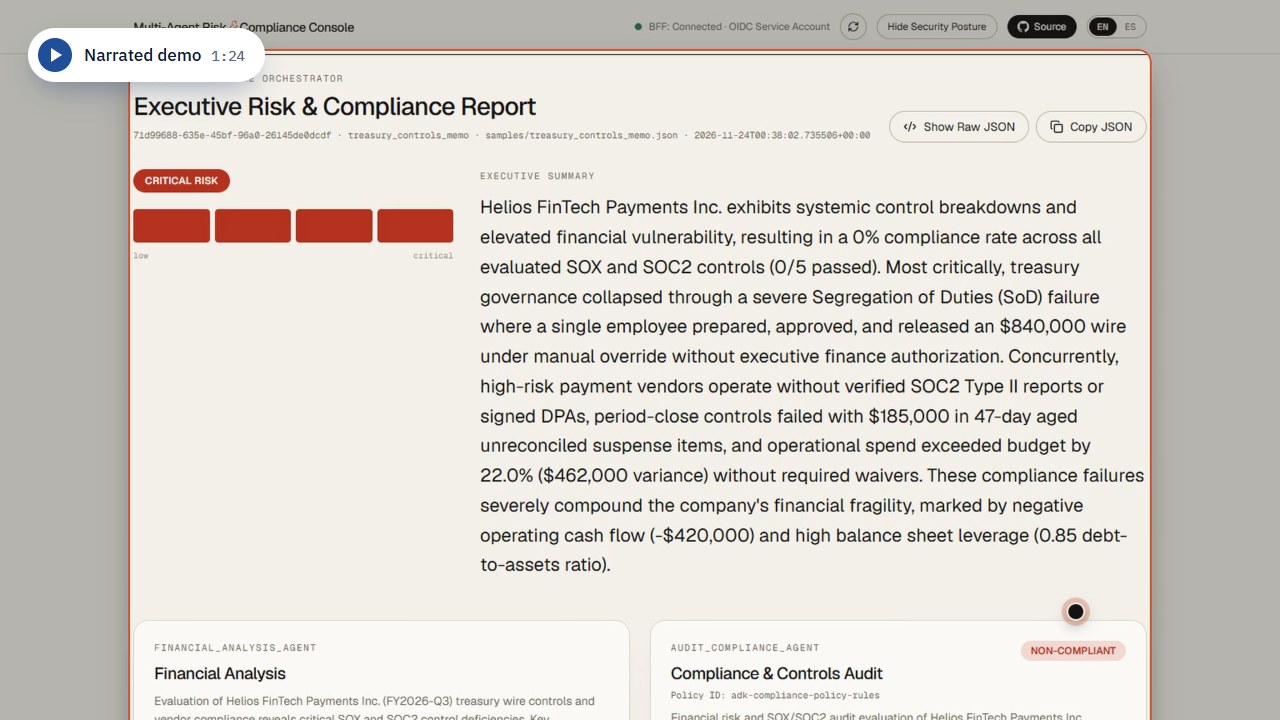 Multi-Agent Risk & Compliance Console
BFF: Connected · OIDC Service Account
Hide Security Posture
Source
EN ES
Narrated demo 1:24
ORCHESTRATOR
Executive Risk & Compliance Report
71d99688-635e-45bf-96a0-26145de0dcdf · treasury_controls_memo · samples/treasury_controls_memo.json · 2026-11-24T00:38:02.735506+00:00
Show Raw JSON
Copy JSON
CRITICAL RISK
low critical
EXECUTIVE SUMMARY
Helios FinTech Payments Inc. exhibits systemic control breakdowns and
elevated financial vulnerability, resulting in a 0% compliance rate across all
evaluated SOX and SOC2 controls (0/5 passed). Most critically, treasury
governance collapsed through a severe Segregation of Duties (SoD) failure
where a single employee prepared, approved, and released an $840,000 wire
under manual override without executive finance authorization. Concurrently,
high-risk payment vendors operate without verified SOC2 Type II reports or
signed DPAs, period-close controls failed with $185,000 in 47-day aged
unreconciled suspense items, and operational spend exceeded budget by
22.0% ($462,000 variance) without required waivers. These compliance failures
severely compound the company's financial fragility, marked by negative
operating cash flow (-$420,000) and high balance sheet leverage (0.85 debt-
to-assets ratio).
FINANCIAL_ANALYSIS_AGENT
Financial Analysis
Evaluation of Helios FinTech Payments Inc. (FY2026-Q3) treasury wire controls and
vendor compliance reveals critical SOX and SOC2 control deficiencies. Key
AUDIT_COMPLIANCE_AGENT
NON-COMPLIANT
Compliance & Controls Audit
Policy ID: adk-compliance-policy-rules
Financial risk and SOX/SOC2 audit evaluation of Helios FinTech Payments Inc.